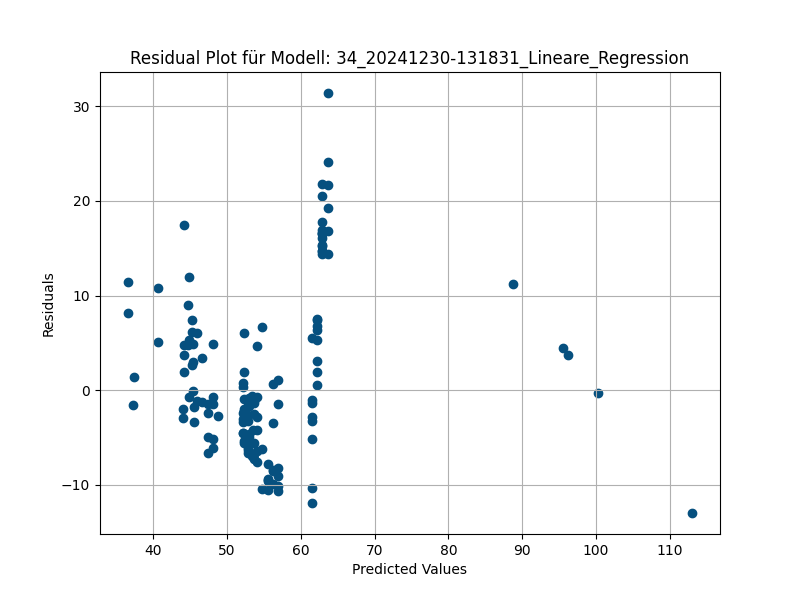 Residual Plot für Modell: 34_20241230-131831_Lineare_Regression
30
20
10
0
−10
Residuals
40 50 60 70 80 90 100 110
Predicted Values